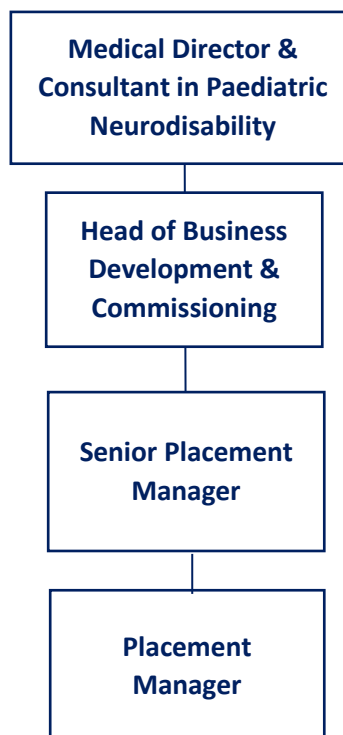 Medical Director &
Consultant in Paediatric
Neurodisability
Head of Business
Development &
Commissioning
Senior Placement
Manager
Placement
Manager